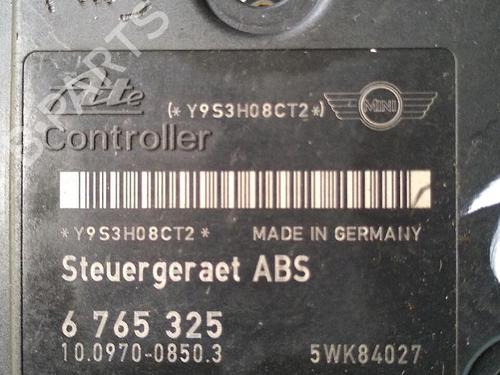 Ate
(*Y9S3H08CT2*)
MINI
Controller
*Y9S3H08CT2*
MADE IN GERMANY
Steuergeraet ABS
6 765 325
10.0970-0850.3
5WK84027